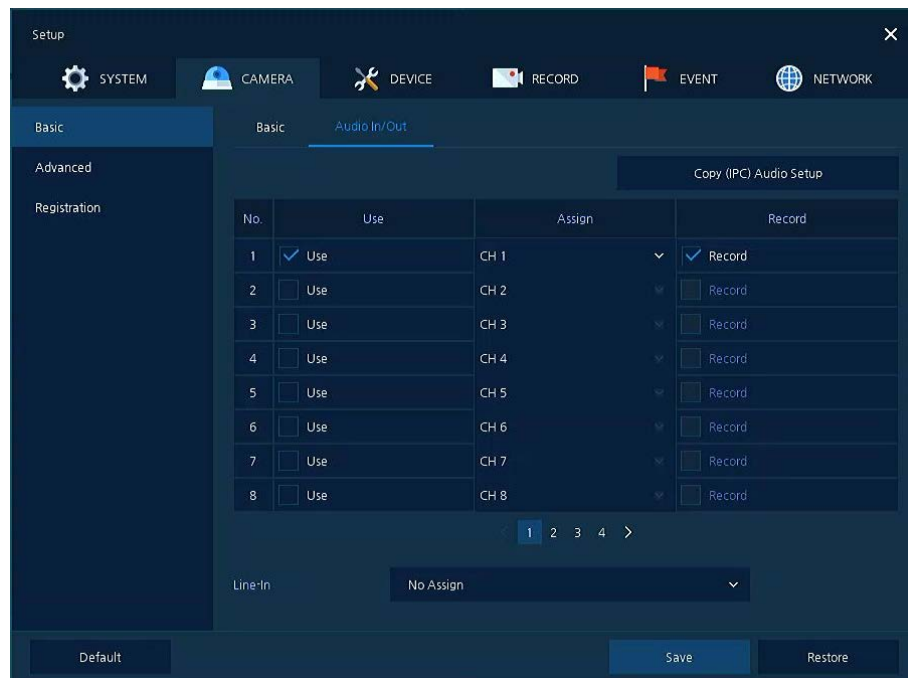 Setup
SYSTEM CAMERA DEVICE RECORD EVENT NETWORK
Basic Basic Audio In/Out
Advanced Copy (IPC) Audio Setup
Registration
No. Use Assign Record
1 Use CH 1 Record
2 Use CH 2 Record
3 Use CH 3 Record
4 Use CH 4 Record
5 Use CH 5 Record
6 Use CH 6 Record
7 Use CH 7 Record
8 Use CH 8 Record
1 2 3 4
Line-In No Assign
Default Save Restore